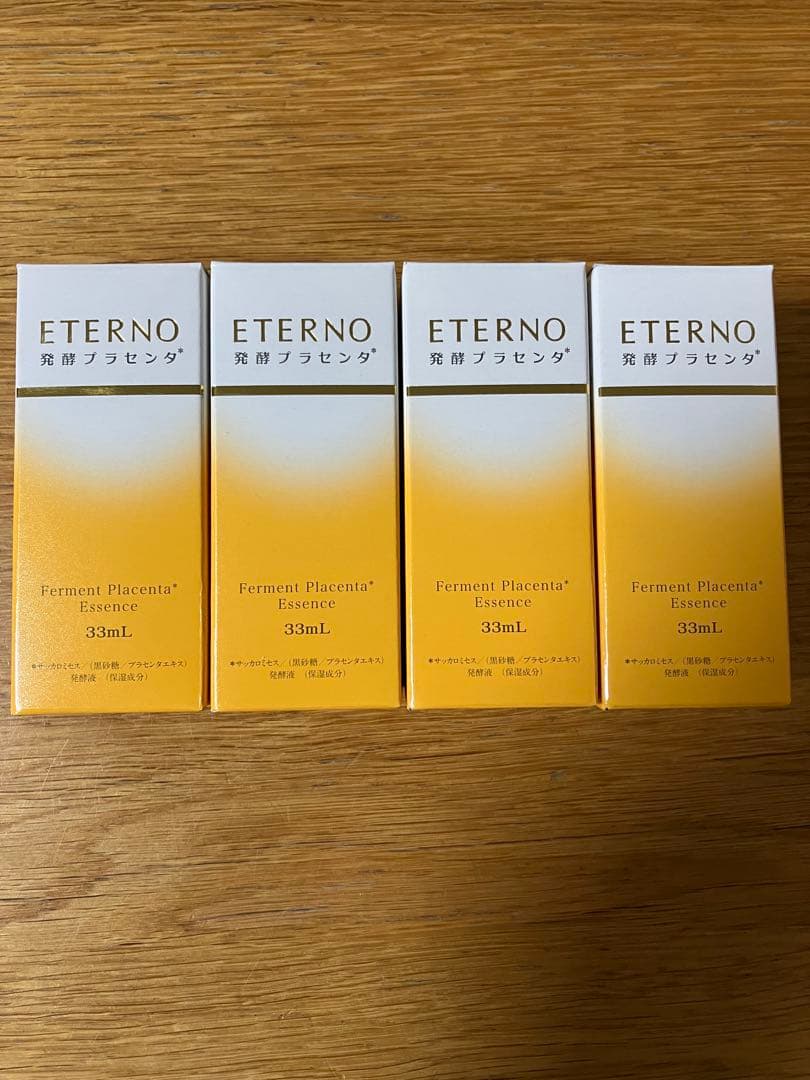 ETERNO
発酵プラセンタ*
Ferment Placenta*
Essence
33mL
*サッカロミセス/(黒砂糖/プラセンタエキス)
発酵液 (保湿成分)
ETERNO
発酵プラセンタ*
Ferment Placenta*
Essence
33mL
*サッカロミセス/(黒砂糖/プラセンタエキス)
発酵液 (保湿成分)
ETERNO
発酵プラセンタ*
Ferment Placenta*
Essence
33mL
*サッカロミセス/(黒砂糖/プラセンタエキス)
発酵液 (保湿成分)
ETERNO
発酵プラセンタ*
Ferment Placenta*
Essence
33mL
*サッカロミセス/(黒砂糖/プラセンタエキス)
発酵液 (保湿成分)